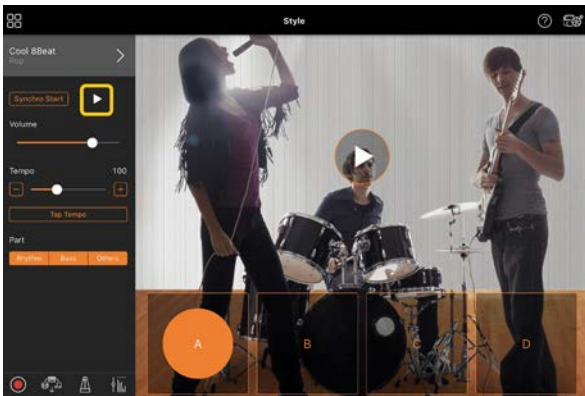 Style
Cool 8Beat
Pop
Synchro Start
Volume
Tempo 100
Tap Tempo
Part
Rhythm Bass Others
A B C D